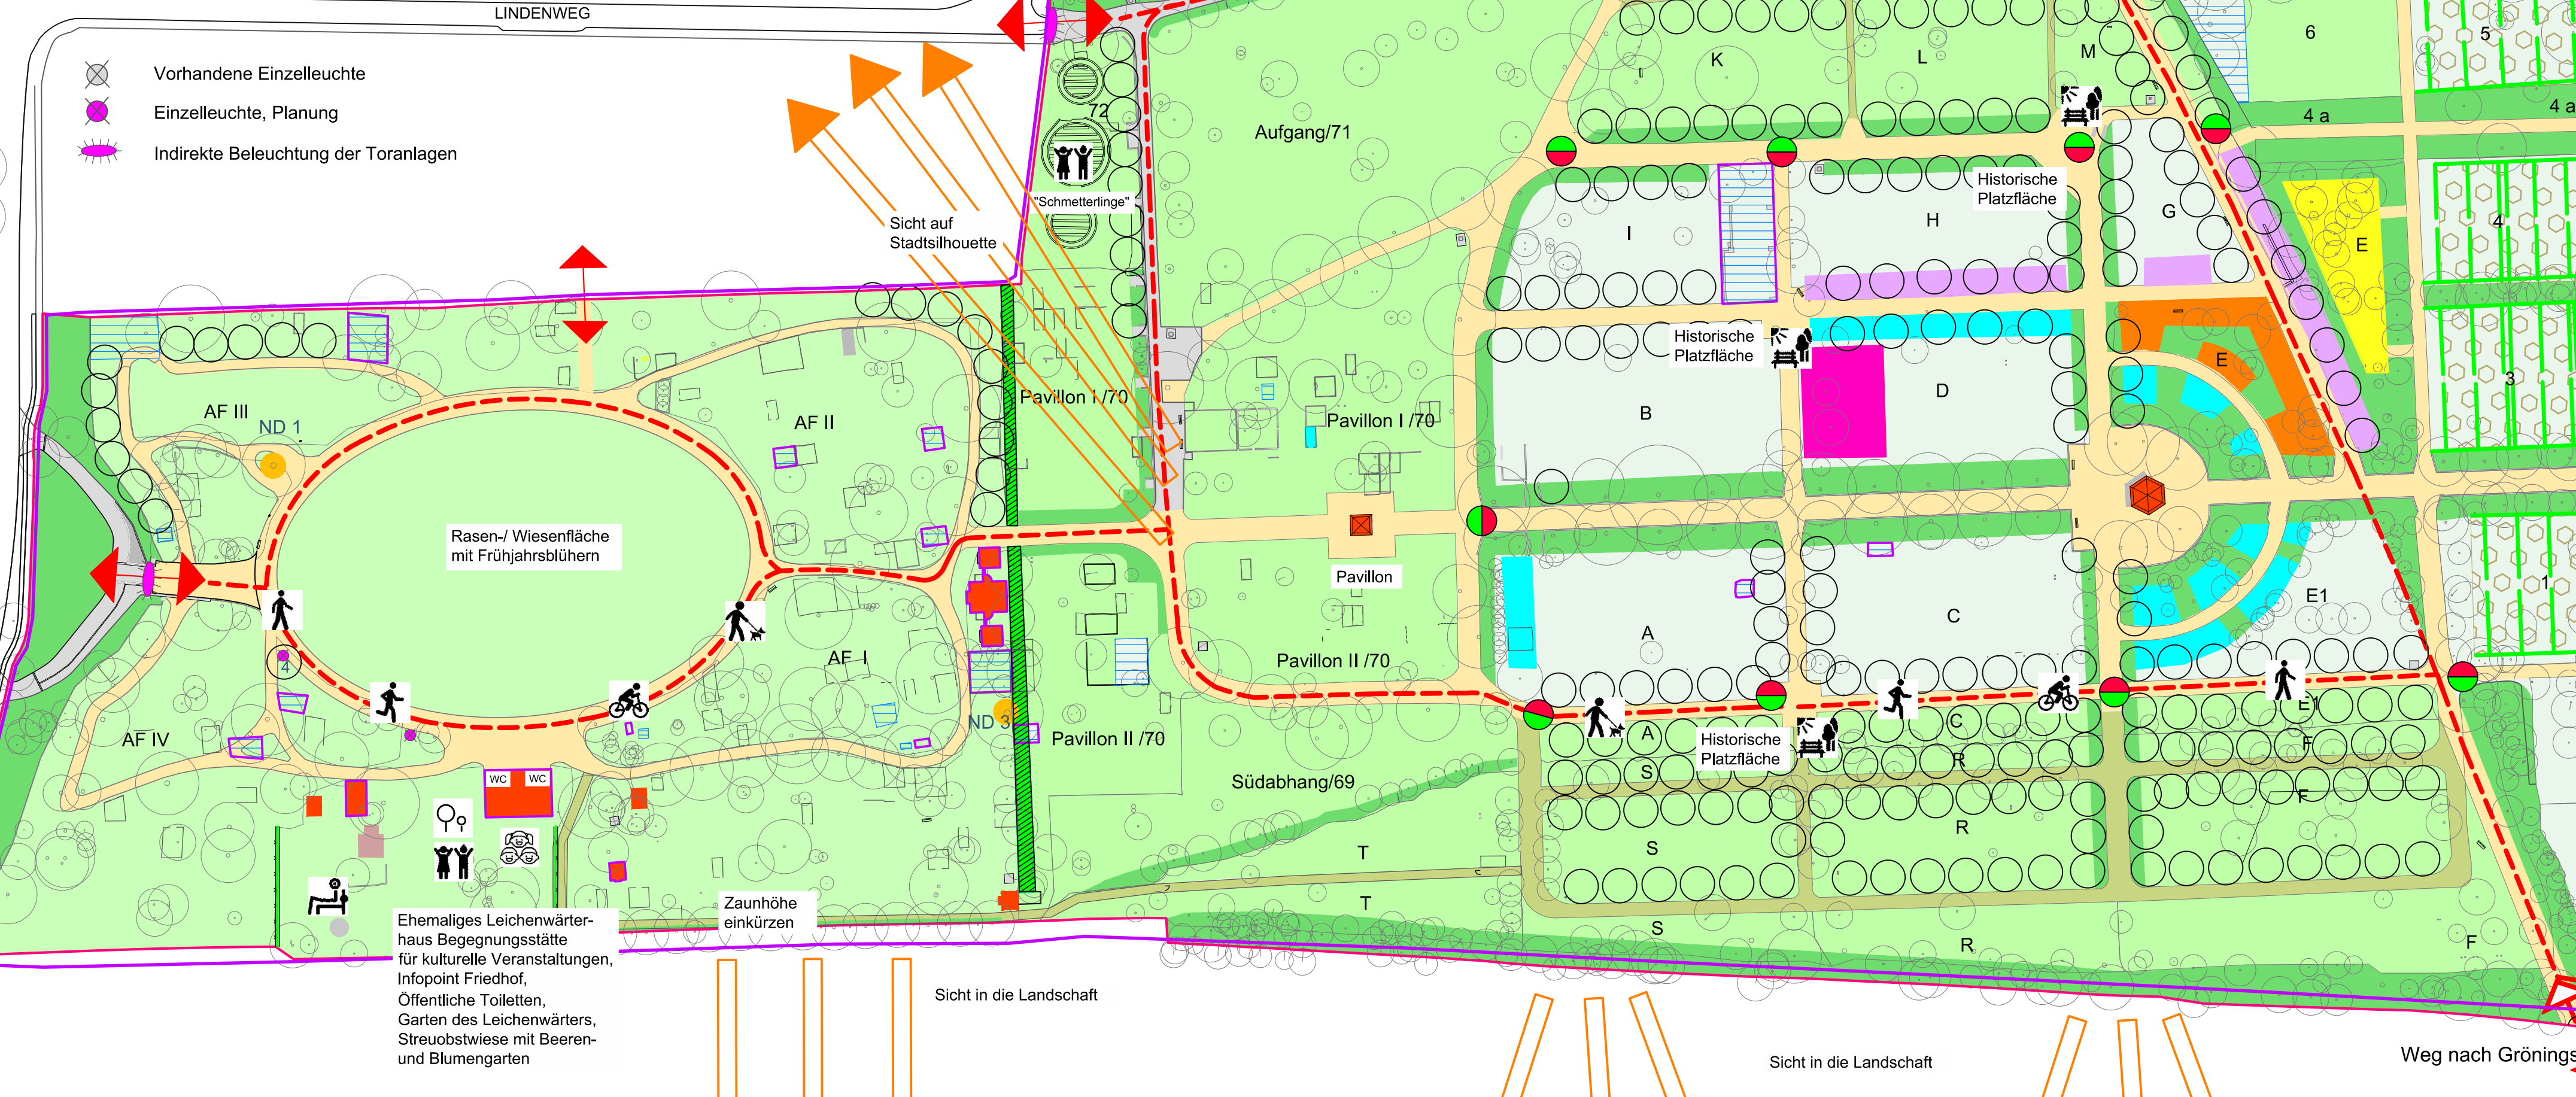 LINDENWEG
Vorhandene Einzelleuchte
Einzelleuchte, Planung
Indirekte Beleuchtung der Toranlagen
72
"Schmetterlinge"
Sicht auf
Stadtsilhouette
Aufgang/71
K
L
M
6
5
4 a
4 a
Historische
Platzfläche
I
H
G
E
4
Historische
Platzfläche
E
3
AF III
ND 1
AF II
Pavillon I /70
Pavillon I /70
B
D
Rasen-/ Wiesenfläche
mit Frühjahrsblühern
Pavillon
1
E1
A
C
4
AF I
Pavillon II /70
ND 3
Pavillon II /70
AF IV
Historische
Platzfläche
A
C
E1
S
R
F
WC
WC
Südabhang/69
F
S
R
T
T
S
R
F
Zaunhöhe
einkürzen
Ehemaliges Leichenwärter-
haus Begegnungsstätte
für kulturelle Veranstaltungen,
Infopoint Friedhof,
Öffentliche Toiletten,
Garten des Leichenwärters,
Streuobstwiese mit Beeren-
und Blumengarten
Sicht in die Landschaft
Sicht in die Landschaft
Weg nach Grönings